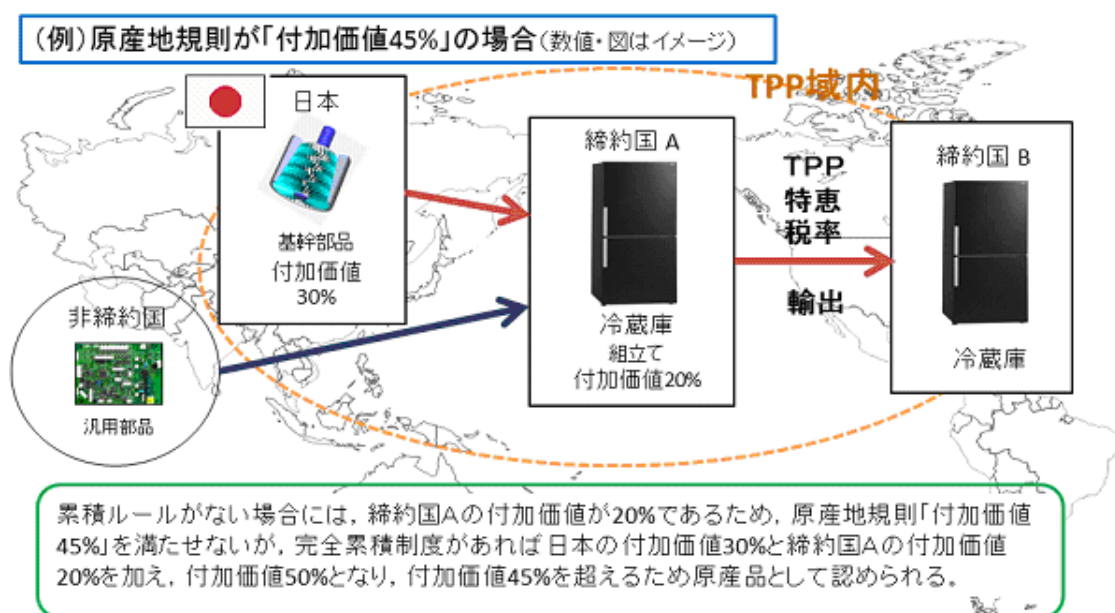 (例)原産地規則が「付加価値45%」の場合(数値・図はイメージ)
TPP域内
日本
基幹部品
付加価値
30%
非締約国
汎用部品
締約国 A
冷蔵庫
組立て
付加価値20%
TPP
特恵
税率
輸出
締約国 B
冷蔵庫
累積ルールがない場合には，締約国Aの付加価値が20%であるため，原産地規則「付加価値
45%」を満たせないが，完全累積制度があれば日本の付加価値30%と締約国Aの付加価値
20%を加え，付加価値50%となり，付加価値45%を超えるため原産品として認められる。